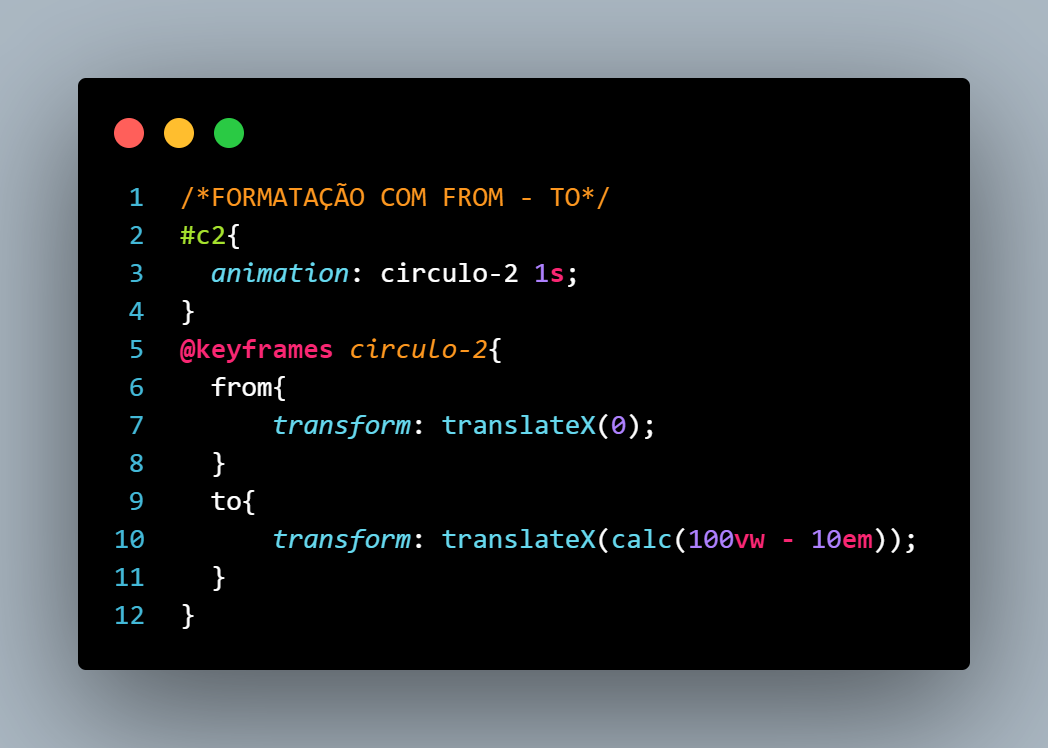 1 /*FORMATAÇÃO COM FROM - TO*/
2 #c2{
3 animation: circulo-2 1s;
4 }
5 @keyframes circulo-2{
6 from{
7 transform: translateX(0);
8 }
9 to{
10 transform: translateX(calc(100vw - 10em));
11 }
12 }